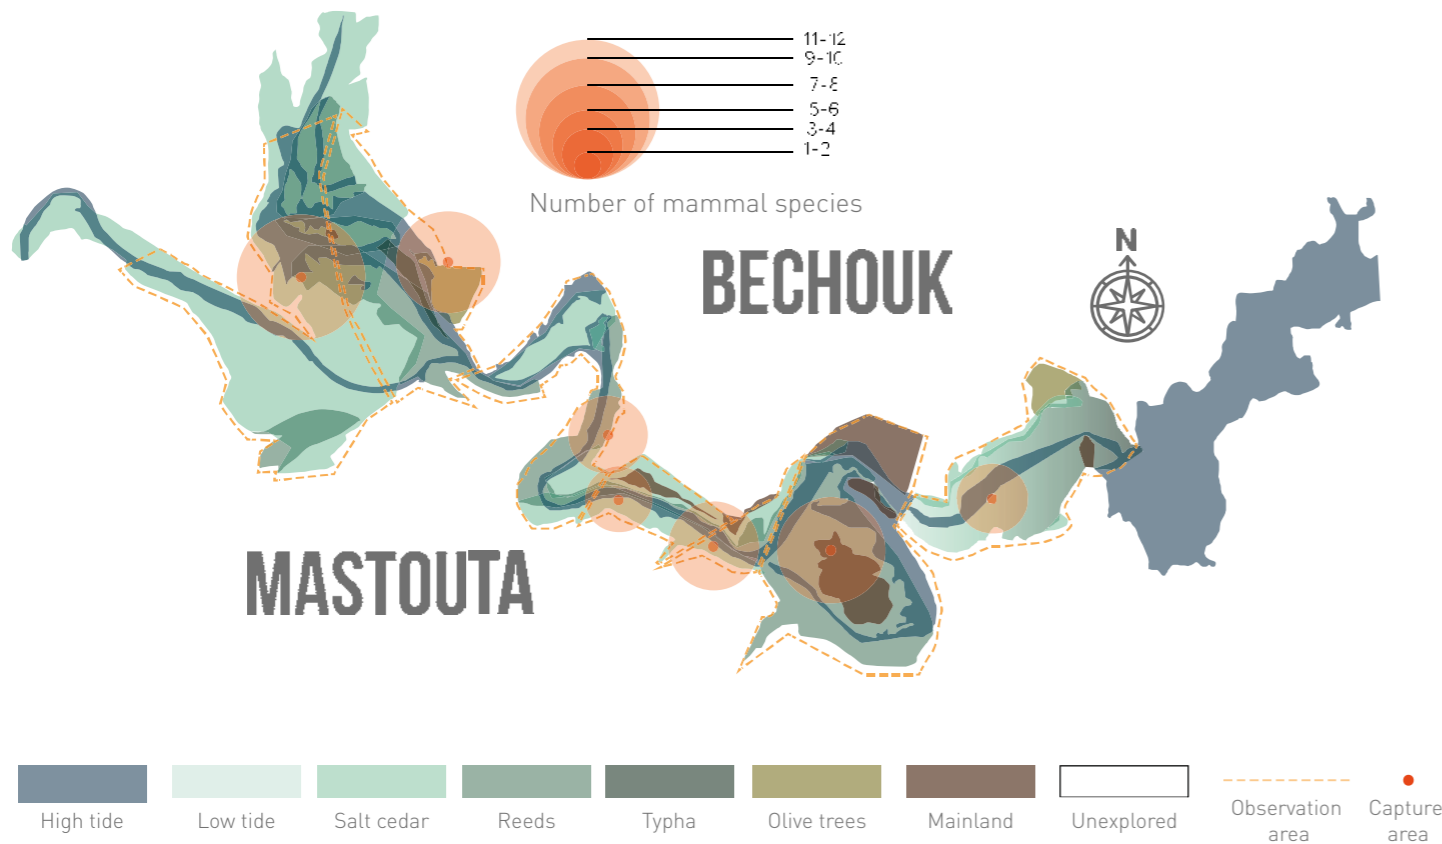 11-12
9-10
7-8
5-6
3-4
1-2
Number of mammal species
BECHOUK
N
MASTOUTA
High tide
Low tide
Salt cedar
Reeds
Typha
Olive trees
Mainland
Unexplored
Observation
area
Capture
area